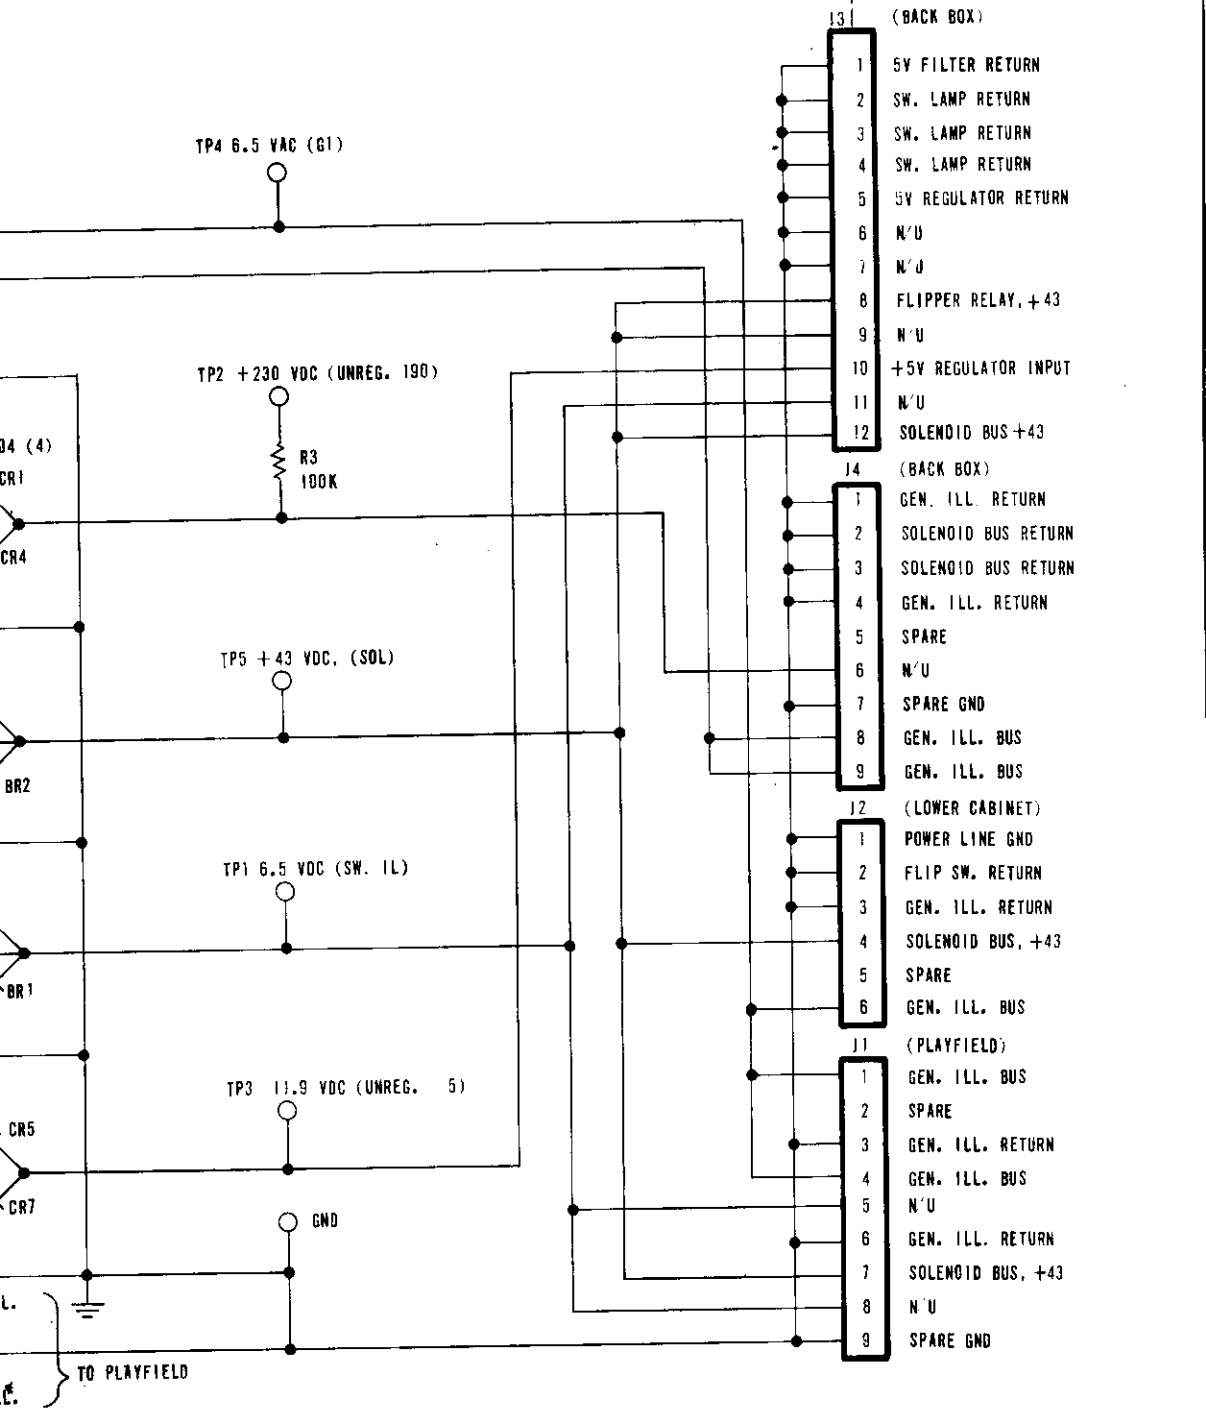 J3 (BACK BOX)
1 5V FILTER RETURN
2 SW. LAMP RETURN
3 SW. LAMP RETURN
4 SW. LAMP RETURN
5 5V REGULATOR RETURN
6 N/U
7 N/U
8 FLIPPER RELAY, +43
9 N/U
10 +5V REGULATOR INPUT
11 N/U
12 SOLENOID BUS +43
J4 (BACK BOX)
1 GEN. ILL. RETURN
2 SOLENOID BUS RETURN
3 SOLENOID BUS RETURN
4 GEN. ILL. RETURN
5 SPARE
6 N/U
7 SPARE GND
8 GEN. ILL. BUS
9 GEN. ILL. BUS
J2 (LOWER CABINET)
1 POWER LINE GND
2 FLIP SW. RETURN
3 GEN. ILL. RETURN
4 SOLENOID BUS, +43
5 SPARE
6 GEN. ILL. BUS
J1 (PLAYFIELD)
1 GEN. ILL. BUS
2 SPARE
3 GEN. ILL. RETURN
4 GEN. ILL. BUS
5 N/U
6 GEN. ILL. RETURN
7 SOLENOID BUS, +43
8 N/U
9 SPARE GND
TP4 6.5 VAC (GI)
TP2 +230 VDC (UNREG. 190)
R3
100K
04 (4)
CR1
CR4
TP5 +43 VDC, (SOL)
BR2
TP1 6.5 VDC (SW. IL)
BR1
TP3 11.9 VDC (UNREG. 5)
CR5
CR7
GND
L.
TO PLAYFIELD